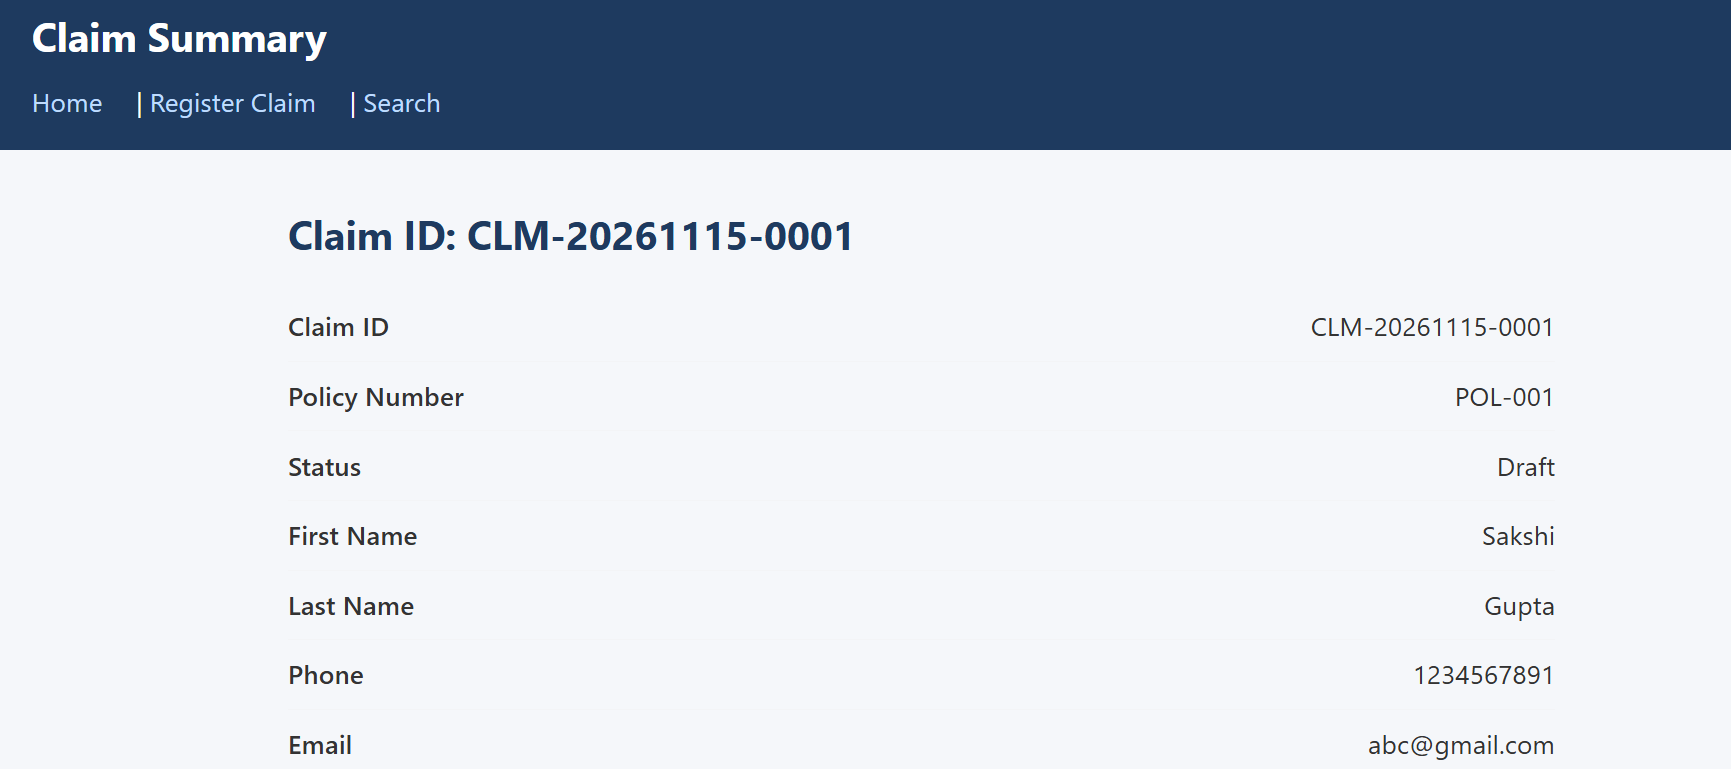 Claim Summary
Home | Register Claim | Search
Claim ID: CLM-20261115-0001
Claim ID CLM-20261115-0001
Policy Number POL-001
Status Draft
First Name Sakshi
Last Name Gupta
Phone 1234567891
Email abc@gmail.com